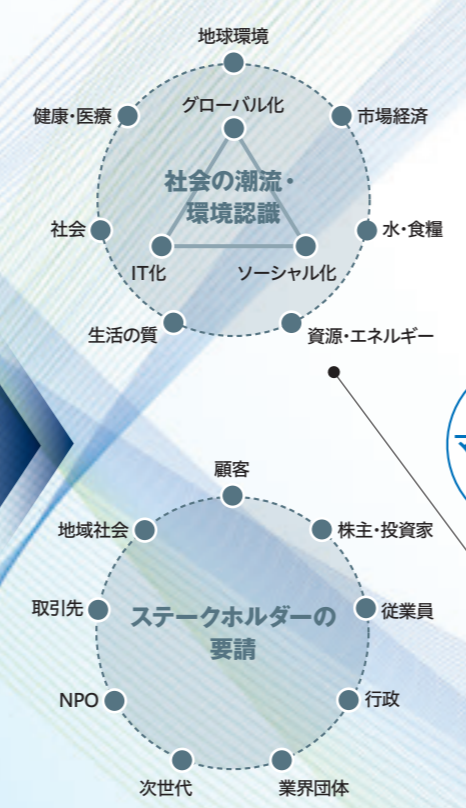 地球環境
グローバル化
健康・医療
市場経済
社会の潮流・
環境認識
社会
水・食糧
IT化
ソーシャル化
生活の質
資源・エネルギー
顧客
地域社会
株主・投資家
取引先
ステークホルダーの
要請
従業員
NPO
行政
次世代
業界団体